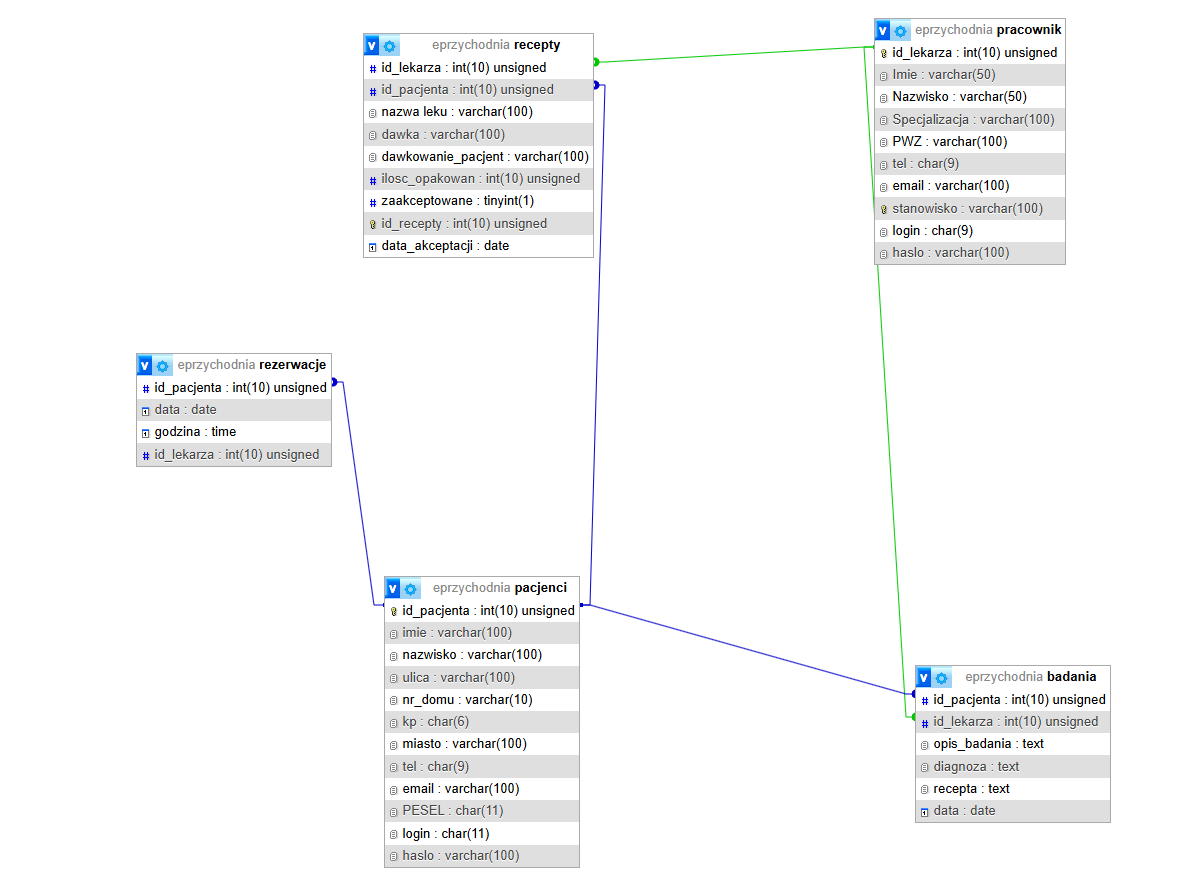 eprzychodnia recepty
id_lekarza : int(10) unsigned
id_pacjenta : int(10) unsigned
nazwa leku : varchar(100)
dawka : varchar(100)
dawkowanie_pacjent : varchar(100)
ilosc_opakowan : int(10) unsigned
zaakceptowane : tinyint(1)
id_recepty : int(10) unsigned
data_akceptacji : date
eprzychodnia pracownik
id_lekarza : int(10) unsigned
Imie : varchar(50)
Nazwisko : varchar(50)
Specjalizacja : varchar(100)
PWZ : varchar(100)
tel : char(9)
email : varchar(100)
stanowisko : varchar(100)
login : char(9)
haslo : varchar(100)
eprzychodnia rezerwacje
id_pacjenta : int(10) unsigned
data : date
godzina : time
id_lekarza : int(10) unsigned
eprzychodnia pacjenci
id_pacjenta : int(10) unsigned
imie : varchar(100)
nazwisko : varchar(100)
ulica : varchar(100)
nr_domu : varchar(10)
kp : char(6)
miasto : varchar(100)
tel : char(9)
email : varchar(100)
PESEL : char(11)
login : char(11)
haslo : varchar(100)
eprzychodnia badania
id_pacjenta : int(10) unsigned
id_lekarza : int(10) unsigned
opis_badania : text
diagnoza : text
recepta : text
data : date